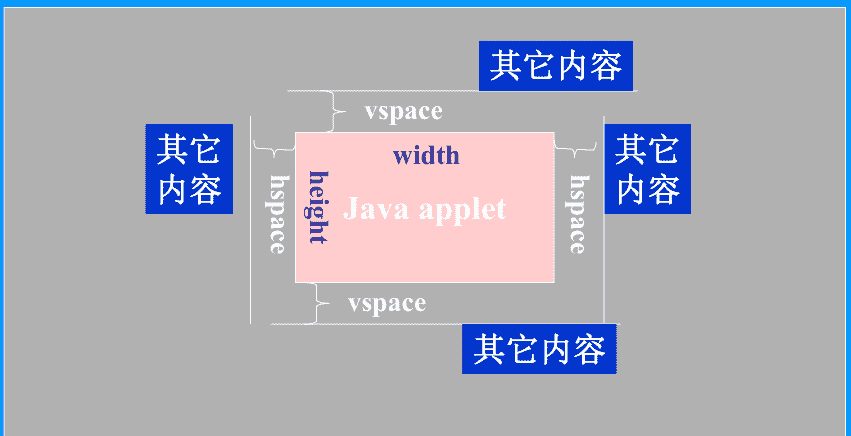 其它内容
vspace
其它
内容
width
其它
内容
hspace
height
Java applet
hspace
vspace
其它内容